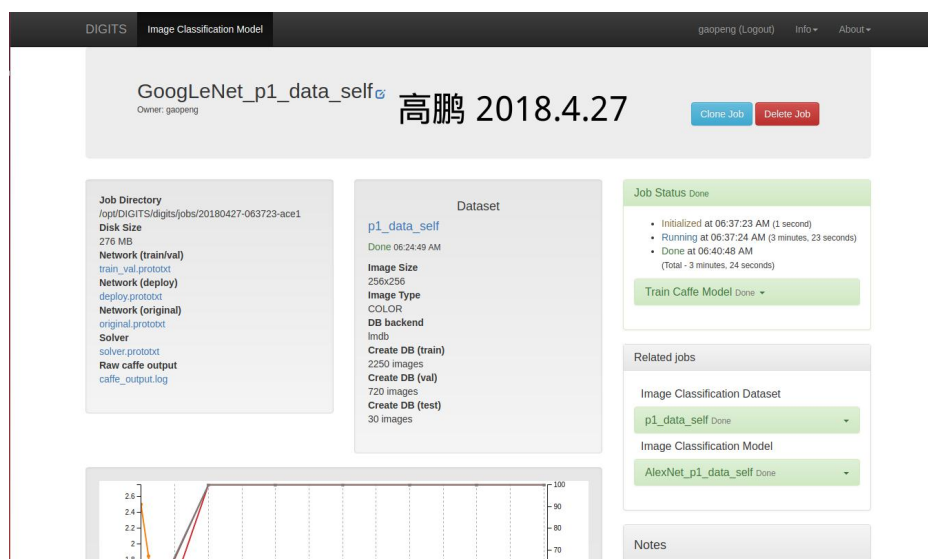 DIGITS Image Classification Model gaopeng (Logout) Info About
GoogLeNet_p1_data_self
Owner: gaopeng
高鹏 2018.4.27
Clone Job Delete Job
Job Directory
/opt/DIGITS/digits/jobs/20180427-063723-ace1
Disk Size
276 MB
Network (train/val)
train_val.prototxt
Network (deploy)
deploy.prototxt
Network (original)
original.prototxt
Solver
solver.prototxt
Raw caffe output
caffe_output.log
Dataset
p1_data_self
Done 06:24:49 AM
Image Size
256x256
Image Type
COLOR
DB backend
lmdb
Create DB (train)
2250 images
Create DB (val)
720 images
Create DB (test)
30 images
Job Status Done
Initialized at 06:37:23 AM (1 second)
Running at 06:37:24 AM (3 minutes, 23 seconds)
Done at 06:40:48 AM
(Total - 3 minutes, 24 seconds)
Train Caffe Model Done
Related jobs
Image Classification Dataset
p1_data_self Done
Image Classification Model
AlexNet_p1_data_self Done
Notes
2.6
2.4
2.2
2
100
90
80
70